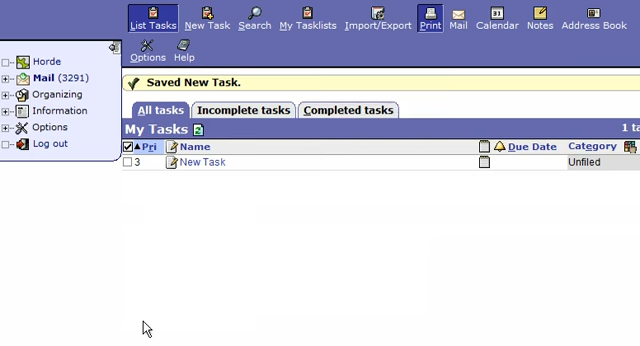 List Tasks New Task Search My Tasklists Import/Export Print Mail Calendar Notes Address Book
Options Help
Horde
Mail (3291)
Organizing
Information
Options
Log out
Saved New Task.
All tasks Incomplete tasks Completed tasks
My Tasks 1 ta
Pri Name Due Date Category
3 New Task Unfiled